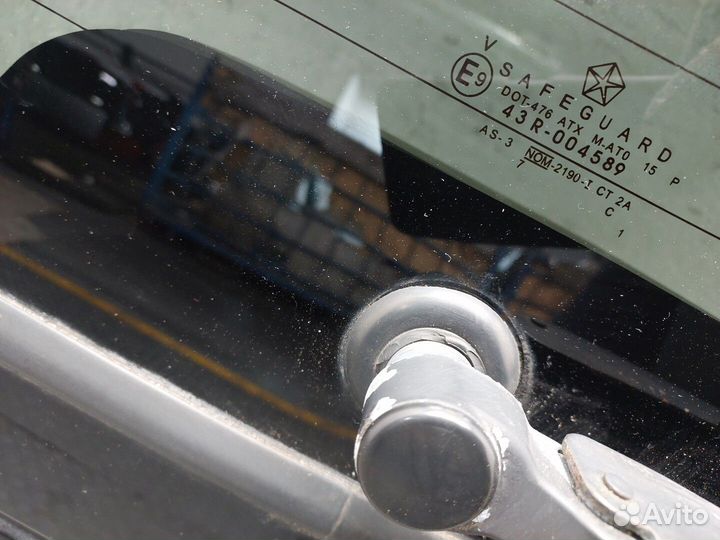 V SAFEGUARD
E9
DOT-476 ATX M-AT0 15 P
43R-004589
AS-3 NOM-2190-T CT 2A
7 C 1
Avito